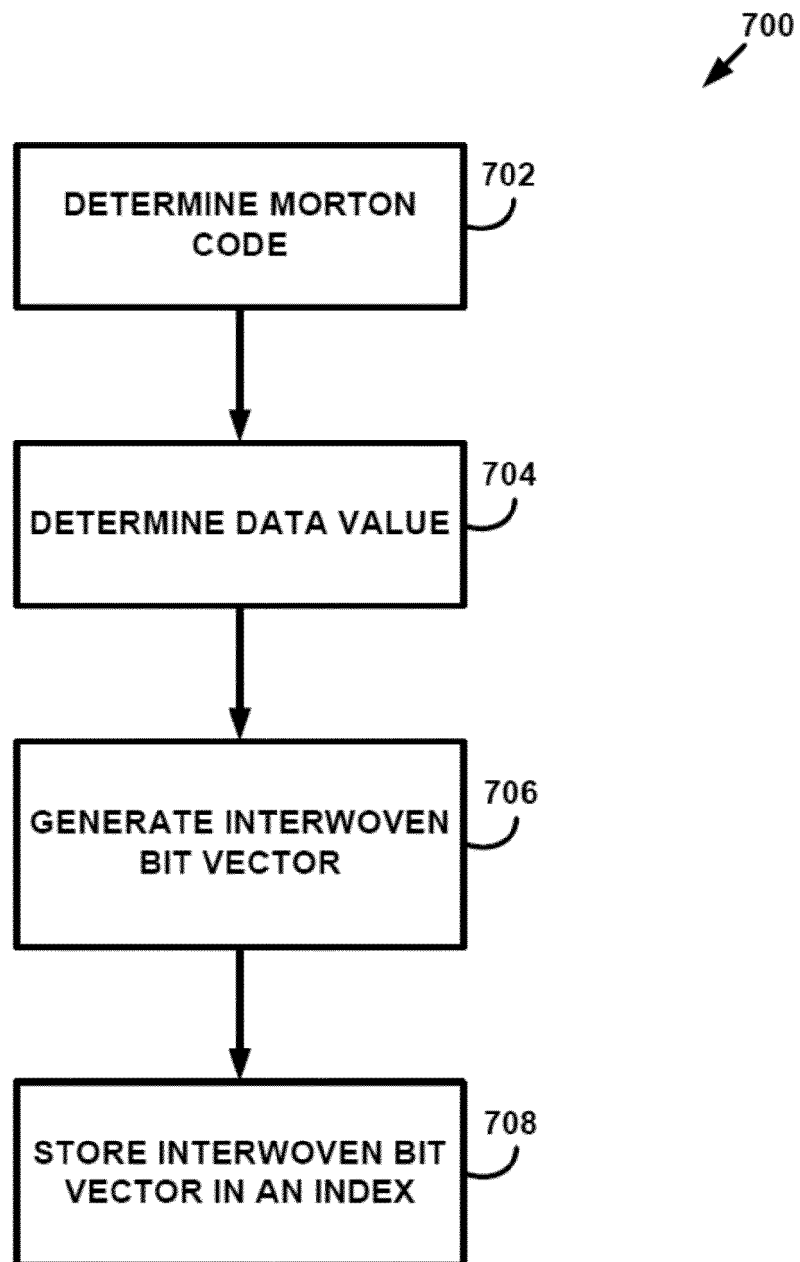 700
702
DETERMINE MORTON
CODE
704
DETERMINE DATA VALUE
706
GENERATE INTERWOVEN
BIT VECTOR
708
STORE INTERWOVEN BIT
VECTOR IN AN INDEX